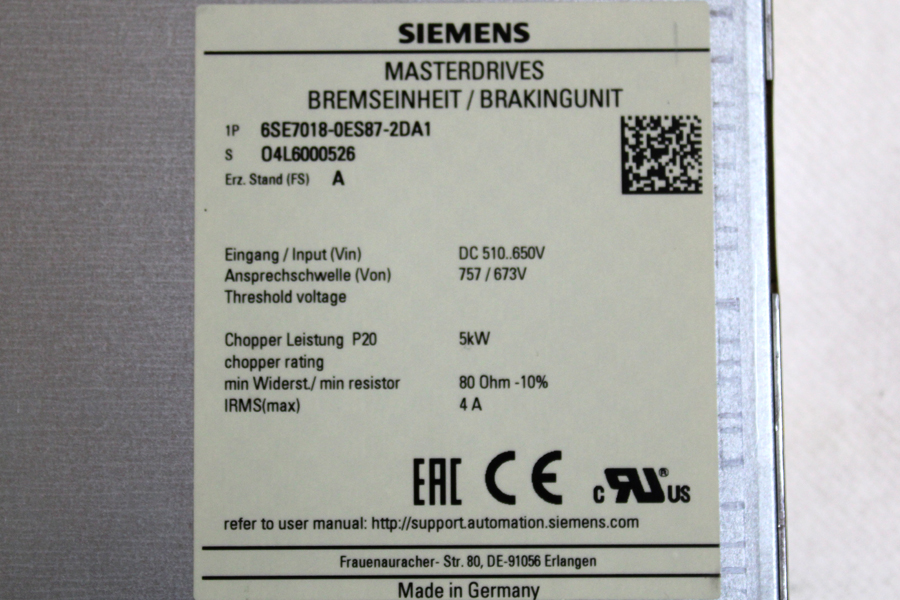 SIEMENS
MASTERDRIVES
BREMSEINHEIT / BRAKINGUNIT
1P 6SE7018-0ES87-2DA1
S O4L6000526
Erz. Stand (FS) A
Eingang / Input (Vin) DC 510..650V
Ansprechschwelle (Von) 757 / 673V
Threshold voltage
Chopper Leistung P20 5kW
chopper rating
min Widerst./ min resistor 80 Ohm -10%
IRMS(max) 4 A
EAC CE c RU® US
refer to user manual: http://support.automation.siemens.com
Frauenauracher- Str. 80, DE-91056 Erlangen
Made in Germany